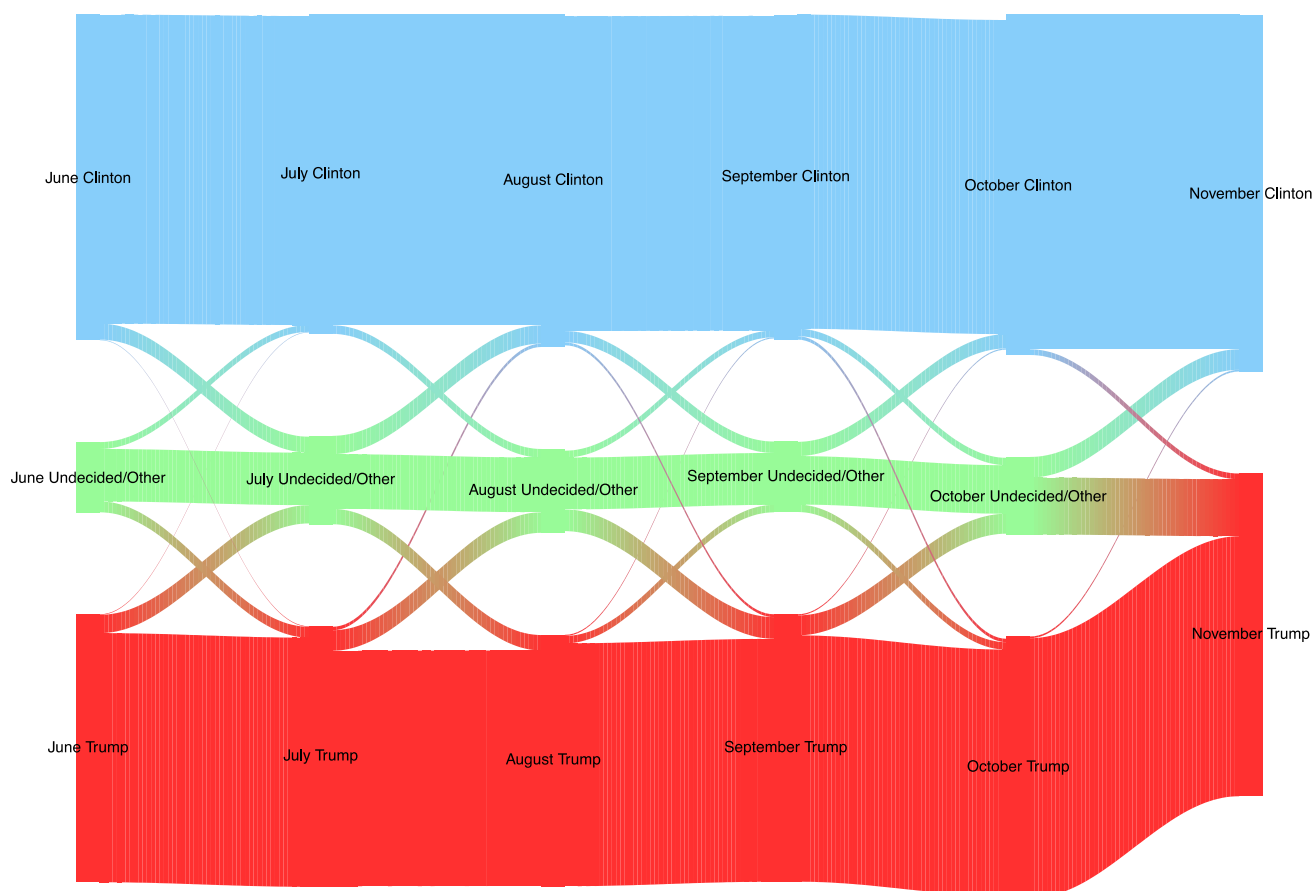 June Clinton
July Clinton
August Clinton
September Clinton
October Clinton
November Clinton
June Undecided/Other
July Undecided/Other
August Undecided/Other
September Undecided/Other
October Undecided/Other
June Trump
July Trump
August Trump
September Trump
October Trump
November Trump